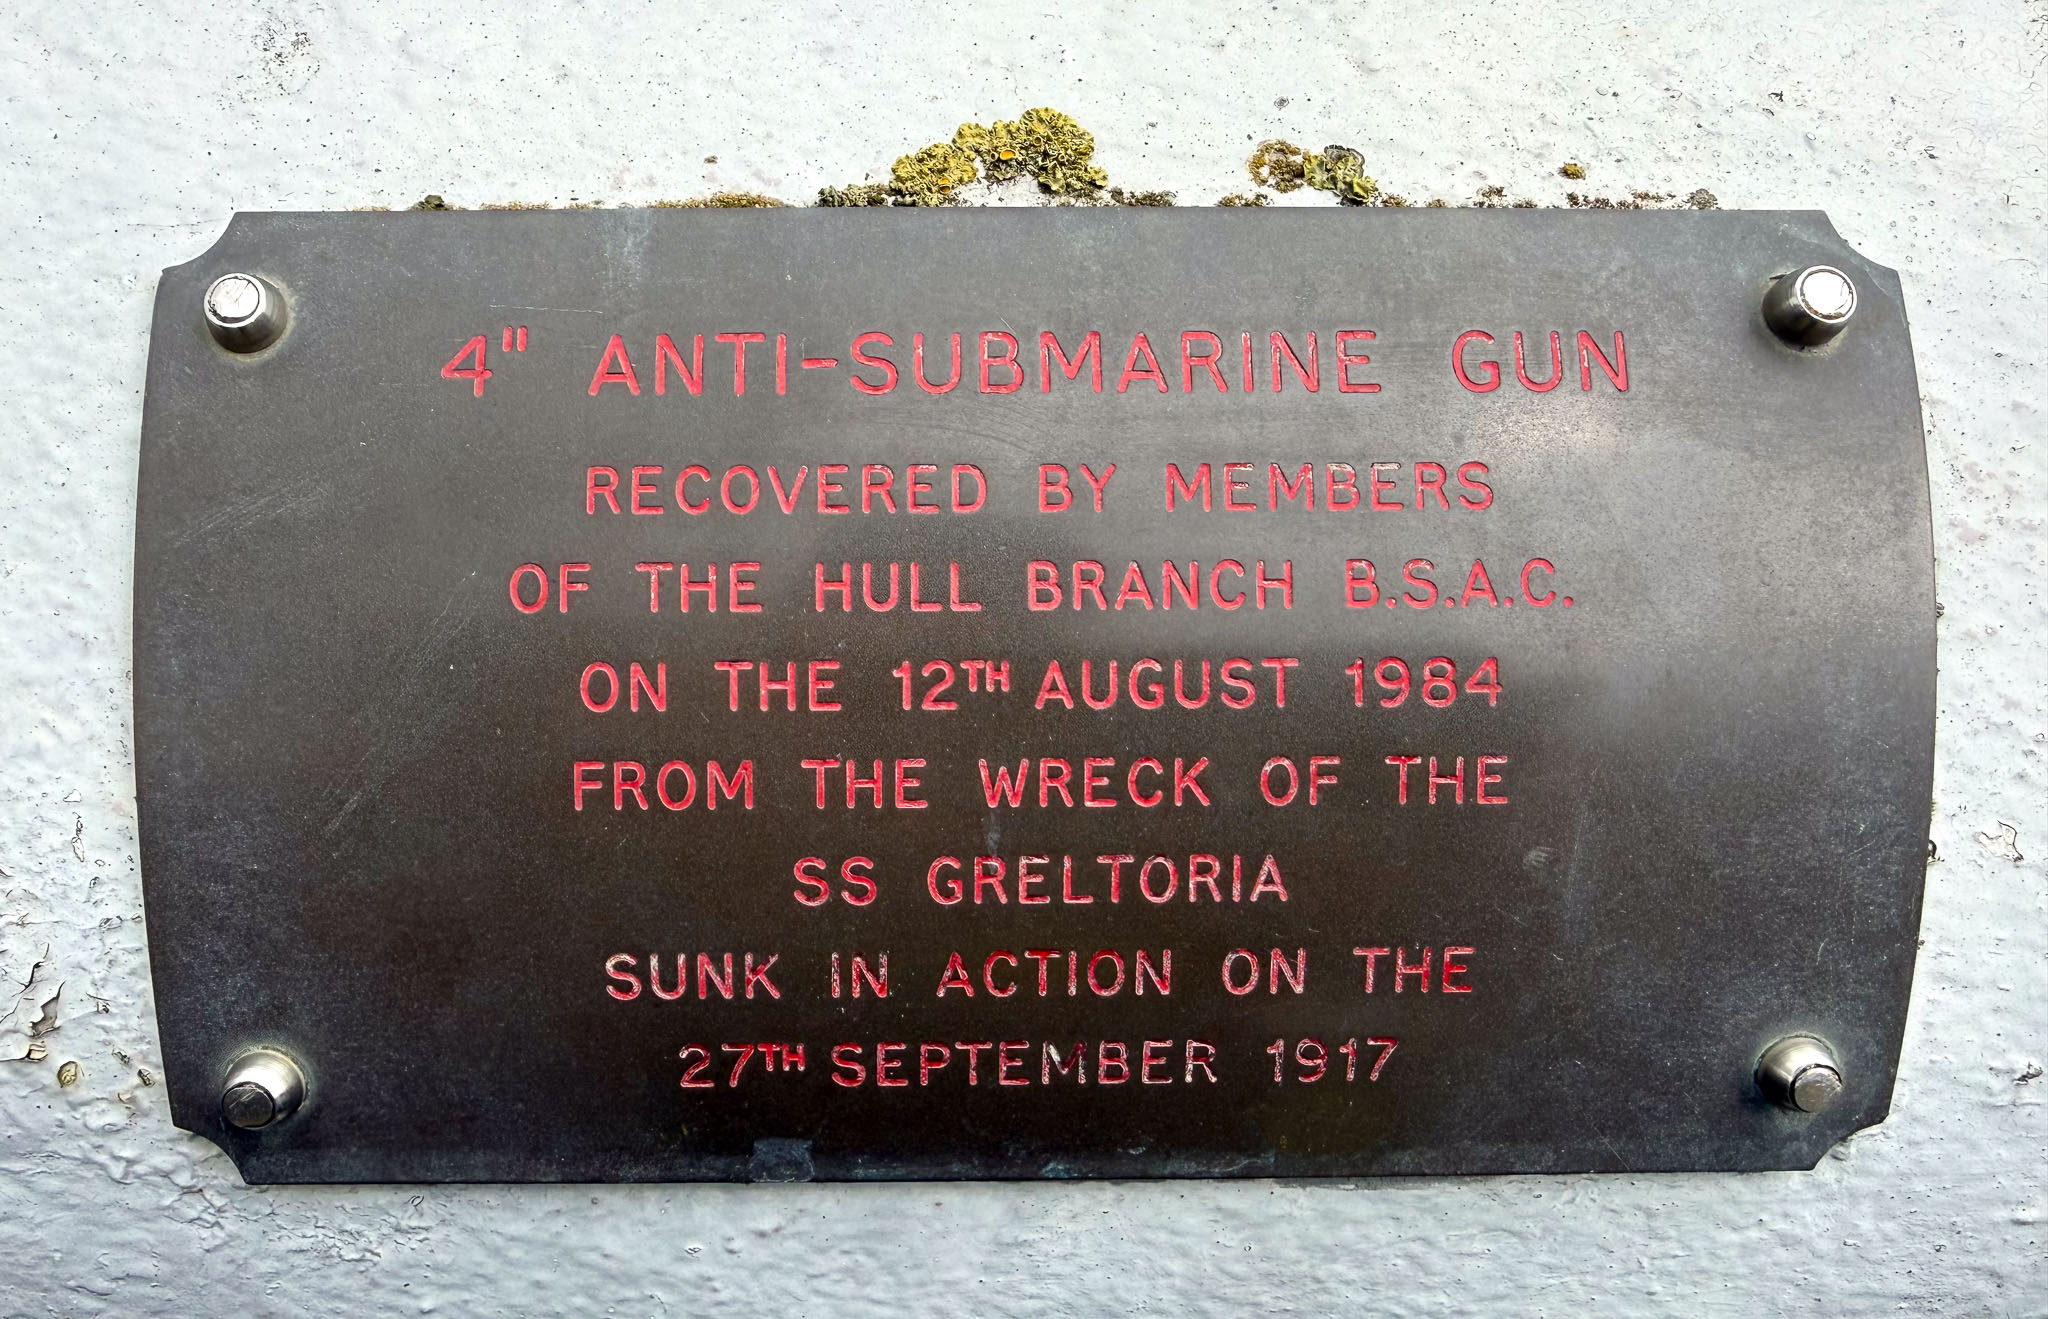 4" ANTI-SUBMARINE GUN
RECOVERED BY MEMBERS
OF THE HULL BRANCH B.S.A.C.
ON THE 12TH AUGUST 1984
FROM THE WRECK OF THE
SS GRELTORIA
SUNK IN ACTION ON THE
27TH SEPTEMBER 1917